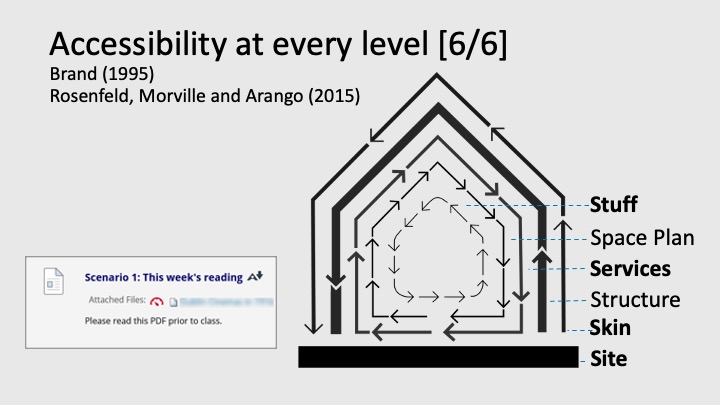 Accessibility at every level [6/6]
Brand (1995)
Rosenfeld, Morville and Arango (2015)
Stuff
Space Plan
Services
Structure
Skin
Site
Scenario 1: This week's reading
Attached Files:
Please read this PDF prior to class.